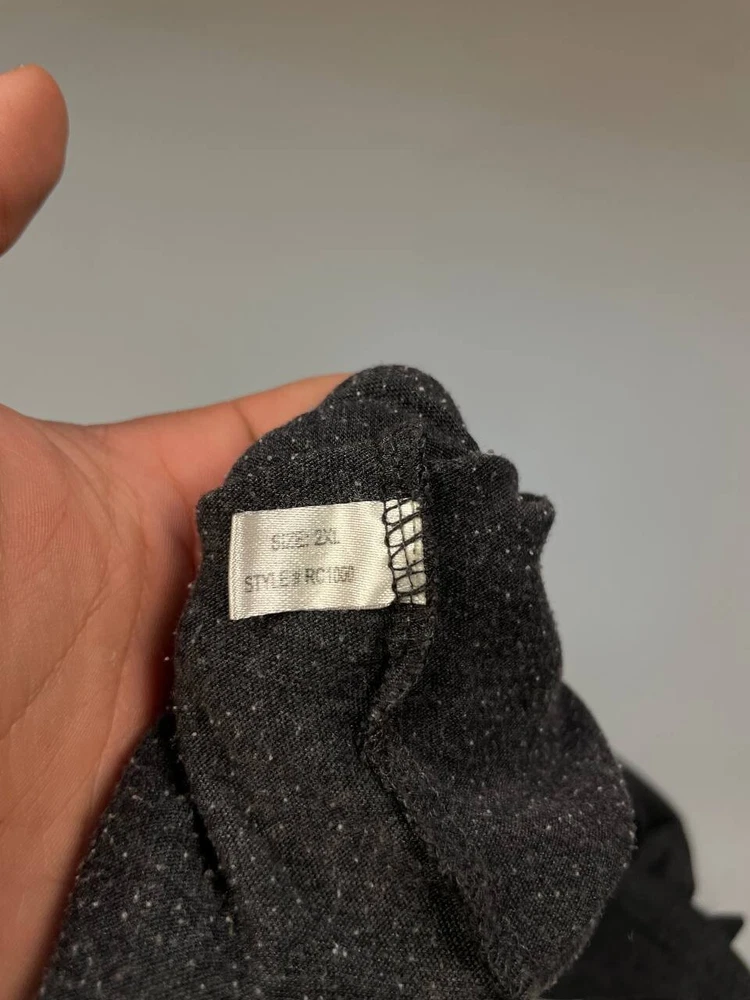 SIZE: 2XL
STYLE# RC1050